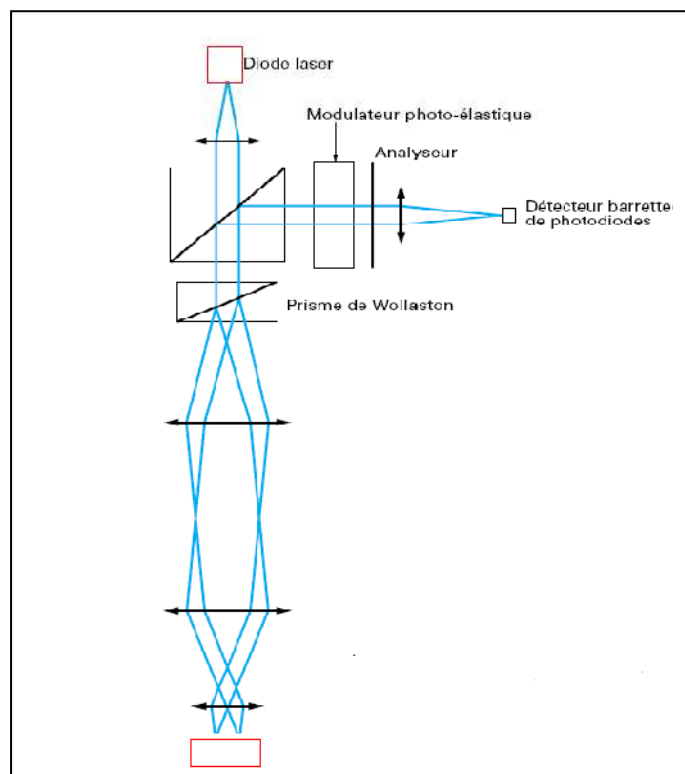 Diode laser
Modulateur photo-élastique
Analyseur
Détecteur barrette
de photodiodes
Prisme de Wollaston